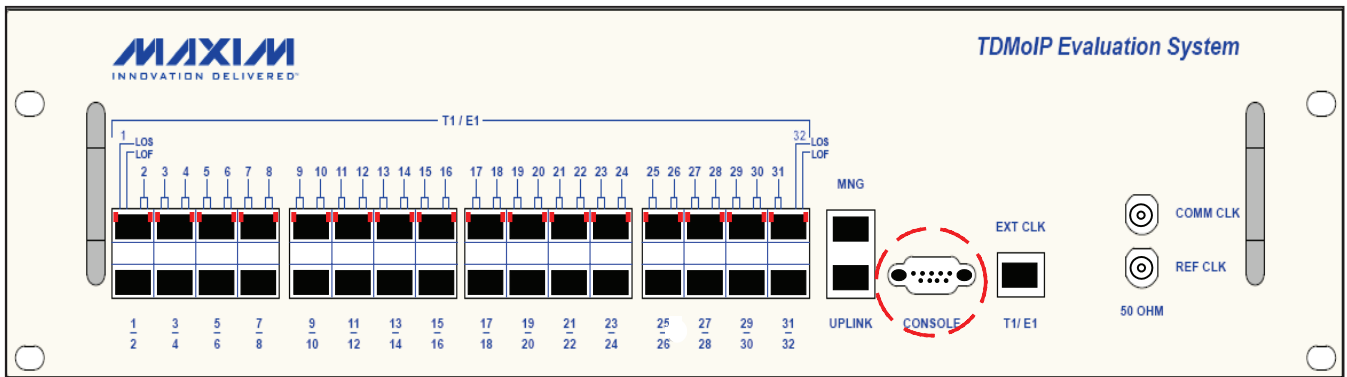 MAXIM
INNOVATION DELIVERED™
TDMoIP Evaluation System
T1 / E1
1 LOS 32 LOS
LOF LOF
2 3 4 5 6 7 8 9 10 11 12 13 14 15 16 17 18 19 20 21 22 23 24 25 26 27 28 29 30 31
MNG
COMM CLK
EXT CLK
REF CLK
50 OHM
UPLINK CONSOLE T1/ E1
1 3 5 7 9 11 13 15 17 19 21 23 25 27 29 31
2 4 6 8 10 12 14 16 18 20 22 24 26 28 30 32